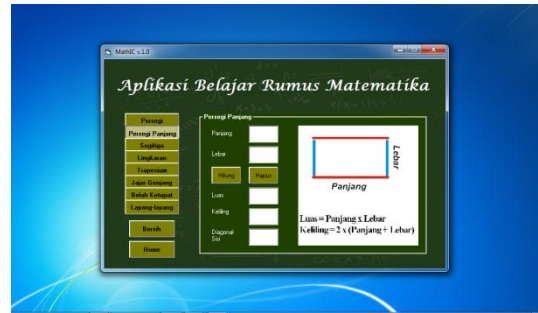 MathIC v.1.0
Aplikasi Belajar Rumus Matematika
Persegi
Persegi Panjang
Segitiga
Lingkaran
Trapesium
Jajar Genjang
Belah Ketupat
Layang-layang
Bersih
Home
Persegi Panjang
Panjang
Lebar
Hitung
Hapus
Luas
Keliling
Diagonal
Sisi
Lebar
Panjang
Luas = Panjang x Lebar
Keliling = 2 x (Panjang + Lebar)